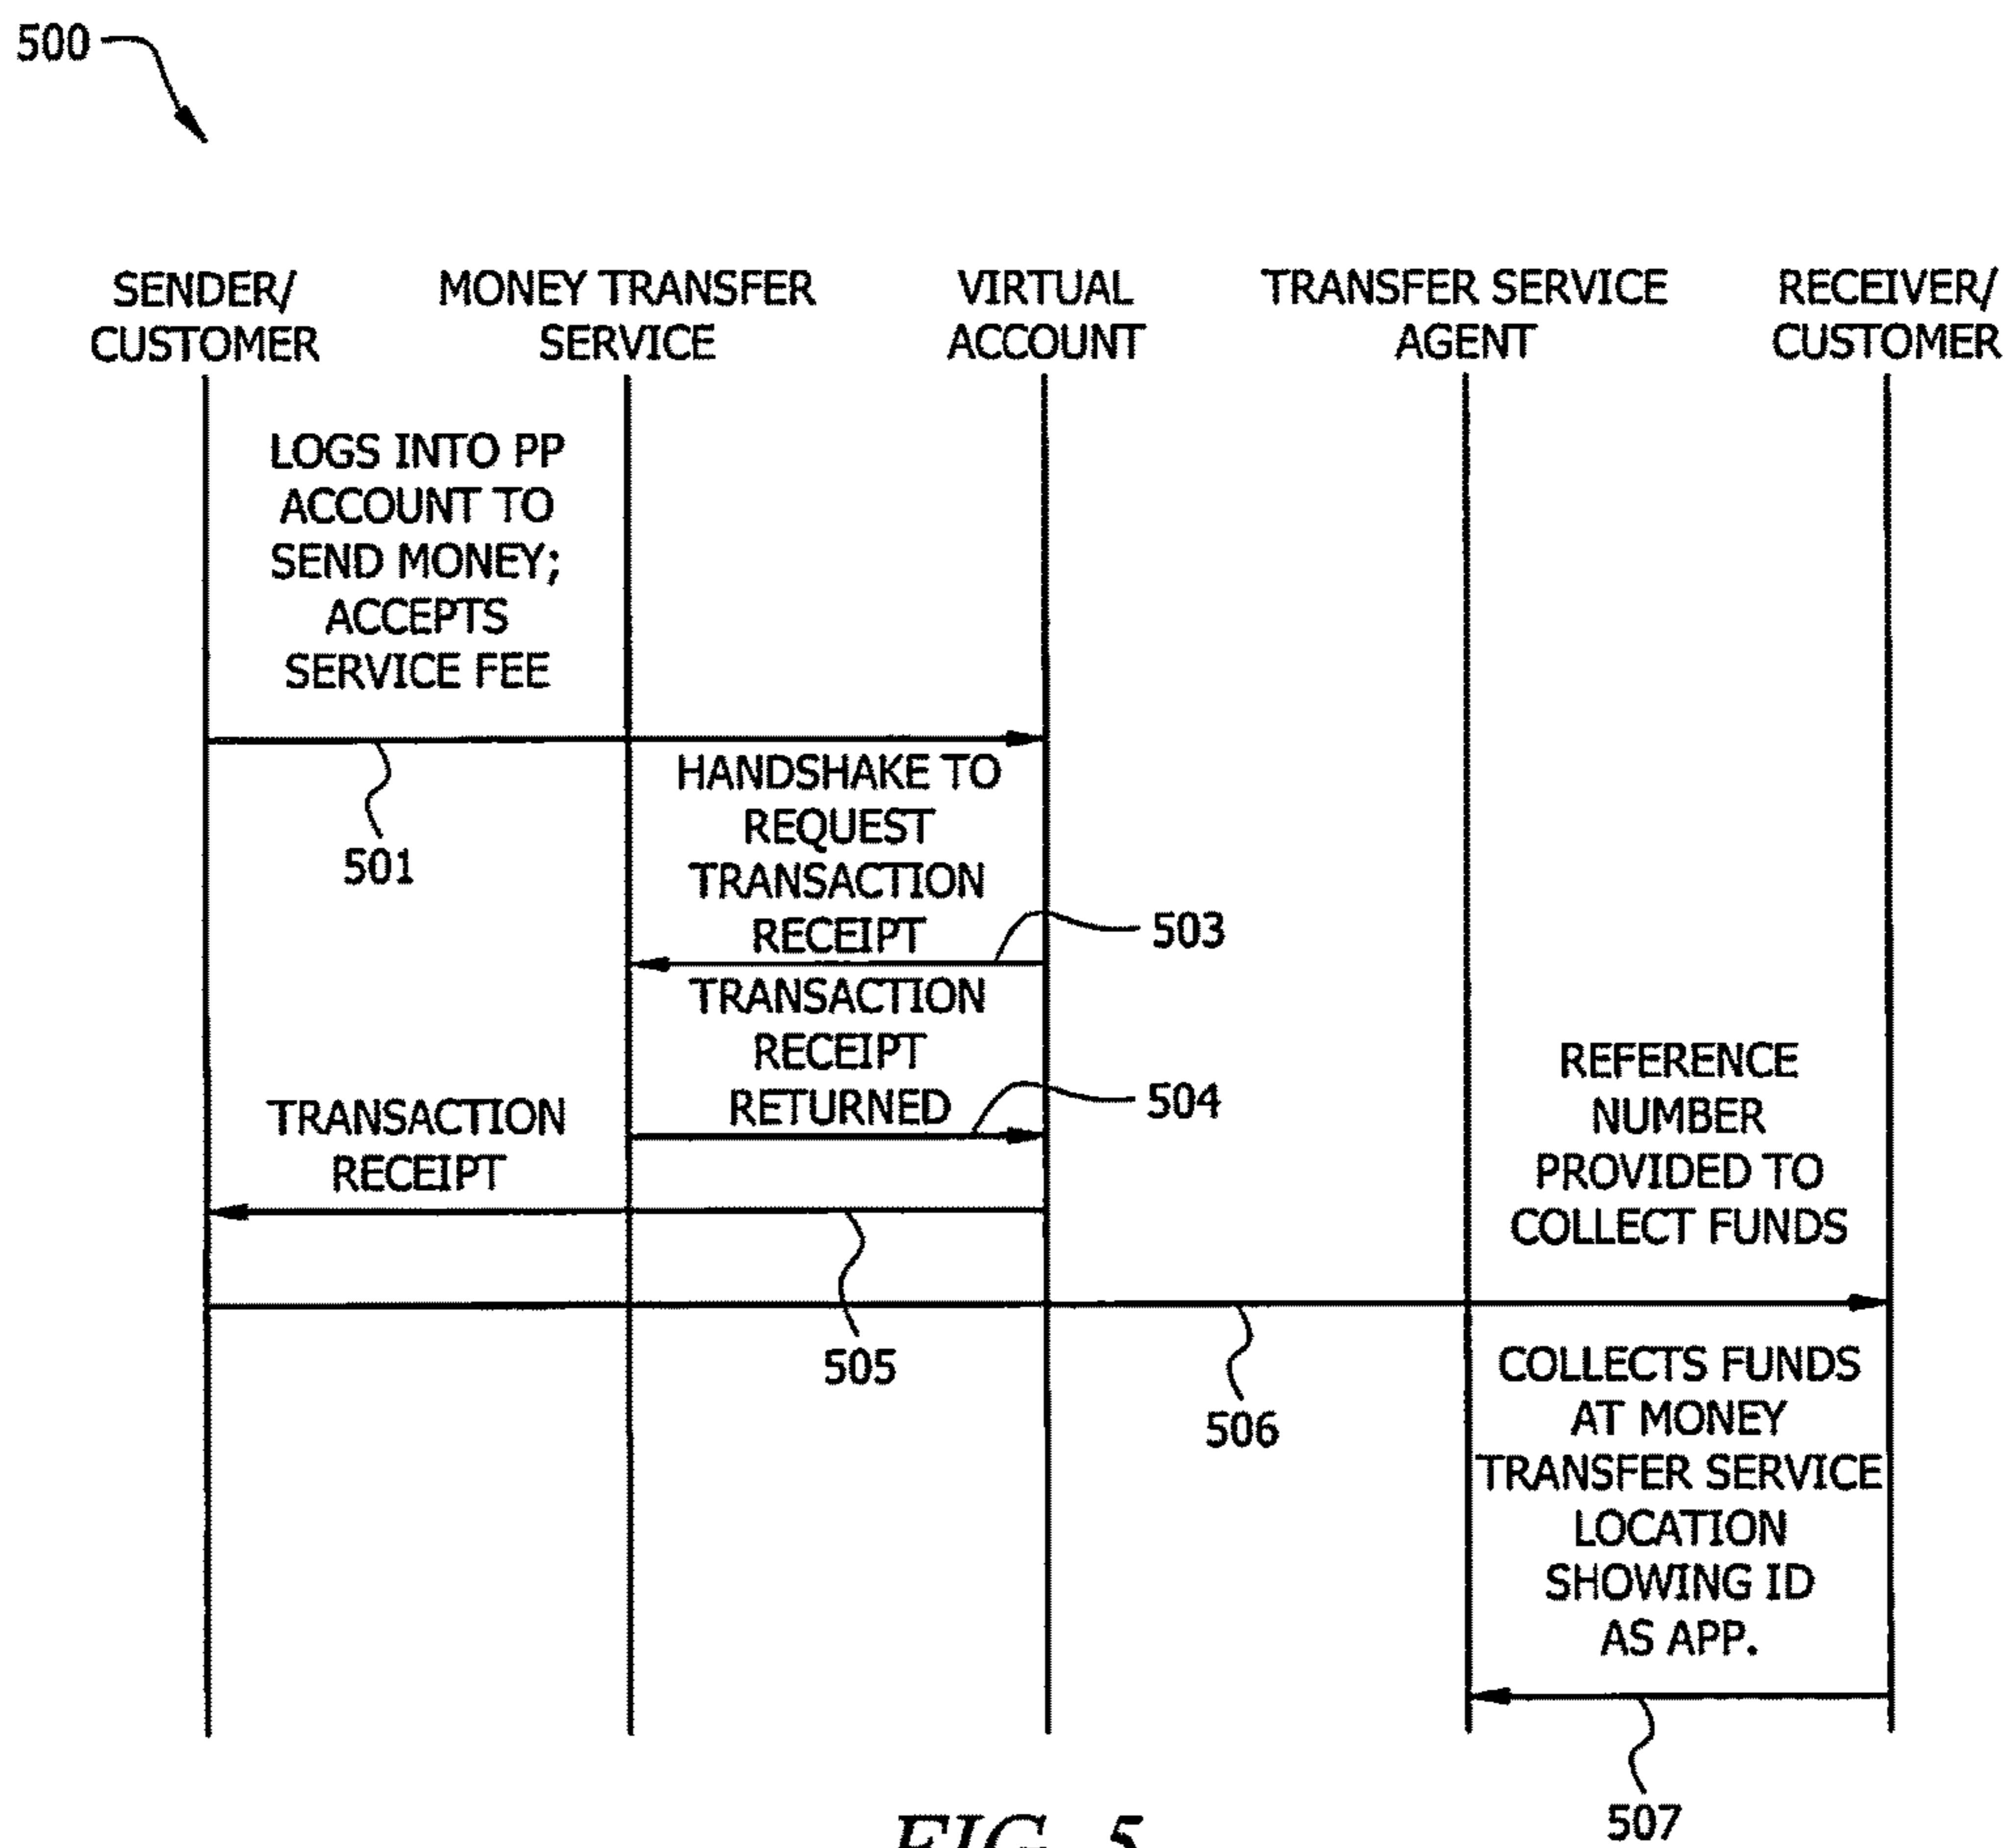 500
SENDER/
CUSTOMER
MONEY TRANSFER
SERVICE
VIRTUAL
ACCOUNT
TRANSFER SERVICE
AGENT
RECEIVER/
CUSTOMER
LOGS INTO PP
ACCOUNT TO
SEND MONEY;
ACCEPTS
SERVICE FEE
501
HANDSHAKE TO
REQUEST
TRANSACTION
RECEIPT
503
TRANSACTION
RECEIPT
RETURNED
504
TRANSACTION
RECEIPT
505
REFERENCE
NUMBER
PROVIDED TO
COLLECT FUNDS
506
COLLECTS FUNDS
AT MONEY
TRANSFER SERVICE
LOCATION
SHOWING ID
AS APP.
507
FIG. 5